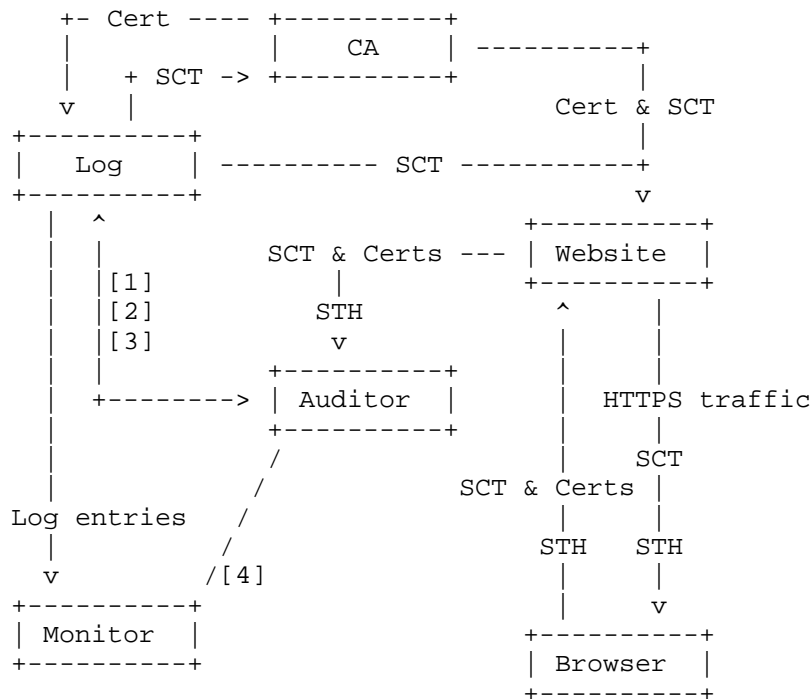 +- Cert ---- +----------+
| | CA | ----------+
| + SCT -> +----------+ |
v | Cert & SCT
+----------+ |
| Log | ---------- SCT -----------+
+----------+ v
| ^ +----------+
| | SCT & Certs --- | Website |
| |[1] | +----------+
| |[2] STH ^ |
| |[3] v | |
| | +----------+ | |
| +--------> | Auditor | | HTTPS traffic
| +----------+ | |
| / | SCT
| / SCT & Certs |
Log entries / | |
| / STH STH
v /[4] | |
+----------+ | v
| Monitor | +----------+
+----------+ | Browser |
+----------+